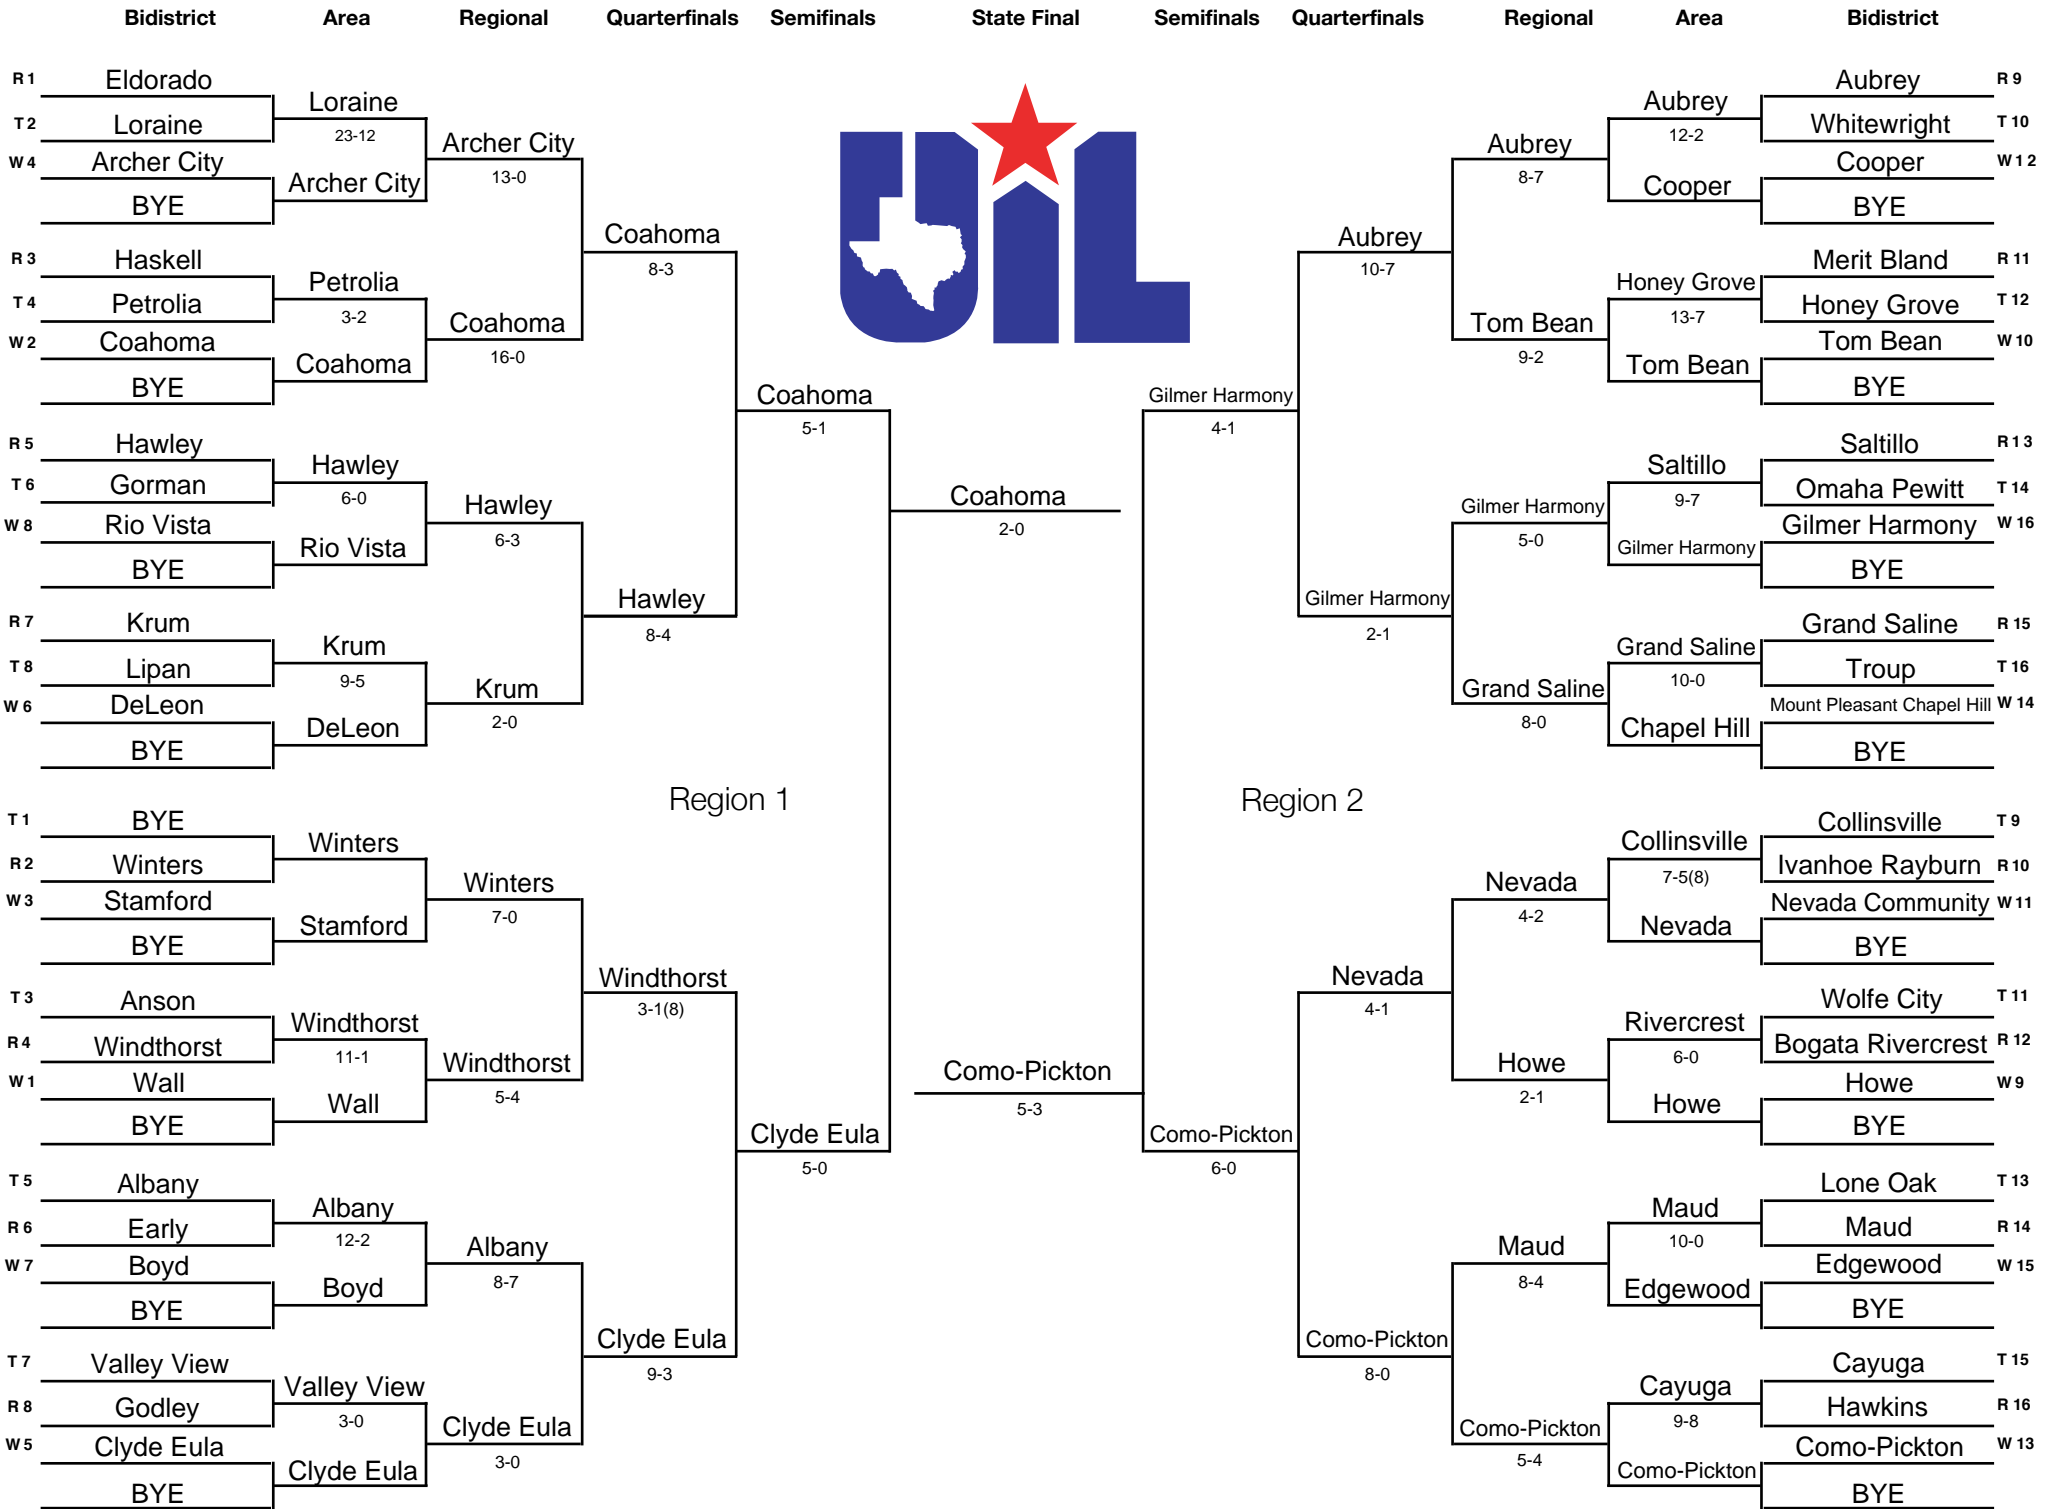 Bidistrict Area Regional Quarterfinals Semifinals State Final Semifinals Quarterfinals Regional Area Bidistrict
R 1 Eldorado
Loraine
T 2 Loraine
23-12
Archer City
13-0
W 4 Archer City
Archer City
BYE
Coahoma
8-3
R 3 Haskell
Petrolia
T 4 Petrolia
3-2
Coahoma
16-0
W 2 Coahoma
Coahoma
BYE
Coahoma
5-1
R 5 Hawley
Hawley
T 6 Gorman
6-0
Hawley
6-3
W 8 Rio Vista
Rio Vista
BYE
Hawley
8-4
R 7 Krum
Krum
T 8 Lipan
9-5
Krum
2-0
W 6 DeLeon
DeLeon
BYE
Region 1
T 1 BYE
Winters
R 2 Winters
Winters
7-0
W 3 Stamford
Stamford
BYE
Windthorst
3-1(8)
T 3 Anson
Windthorst
R 4 Windthorst
11-1
Windthorst
5-4
W 1 Wall
Wall
BYE
Clyde Eula
5-0
T 5 Albany
Albany
R 6 Early
12-2
Albany
8-7
W 7 Boyd
Boyd
BYE
Clyde Eula
9-3
T 7 Valley View
Valley View
R 8 Godley
3-0
Clyde Eula
3-0
W 5 Clyde Eula
Clyde Eula
BYE
UIL
Coahoma
2-0
Como-Pickton
5-3
Aubrey R 9
Aubrey
Whitewright T 10
12-2
Aubrey
8-7
Cooper W 1 2
Cooper
BYE
Aubrey
10-7
Merit Bland R 11
Honey Grove
Honey Grove T 12
13-7
Tom Bean
9-2
Tom Bean W 10
Tom Bean
BYE
Gilmer Harmony
4-1
Saltillo R 1 3
Saltillo
Omaha Pewitt T 14
9-7
Gilmer Harmony
5-0
Gilmer Harmony W 16
Gilmer Harmony
BYE
Gilmer Harmony
2-1
Grand Saline R 15
Grand Saline
Troup T 16
10-0
Grand Saline
8-0
Mount Pleasant Chapel Hill W 14
Chapel Hill
BYE
Region 2
Collinsville T 9
Collinsville
Ivanhoe Rayburn R 10
7-5(8)
Nevada
4-2
Nevada Community W 11
Nevada
BYE
Nevada
4-1
Wolfe City T 11
Rivercrest
Bogata Rivercrest R 12
6-0
Howe
2-1
Howe W 9
Howe
BYE
Como-Pickton
6-0
Lone Oak T 13
Maud
Maud R 14
10-0
Maud
8-4
Edgewood W 15
Edgewood
BYE
Como-Pickton
8-0
Cayuga T 15
Cayuga
Hawkins R 16
9-8
Como-Pickton
5-4
Como-Pickton W 13
Como-Pickton
BYE